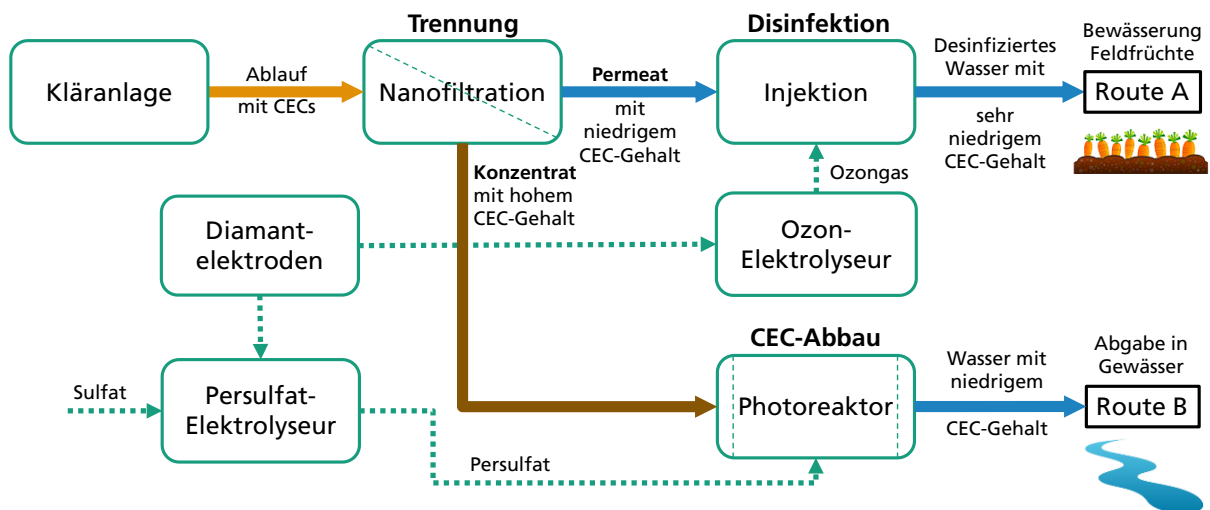 Trennung
Disinfektion
Bewässerung
Feldfrüchte
Kläranlage
Ablauf
mit CECs
Nanofiltration
Permeat
mit
niedrigem
CEC-Gehalt
Injektion
Desinfiziertes
Wasser mit
sehr
niedrigem
CEC-Gehalt
Route A
Konzentrat
mit hohem
CEC-Gehalt
Ozongas
Diamant-
elektroden
Ozon-
Elektrolyseur
CEC-Abbau
Abgabe in
Gewässer
Sulfat
Persulfat-
Elektrolyseur
Persulfat
Photoreaktor
Wasser mit
niedrigem
CEC-Gehalt
Route B